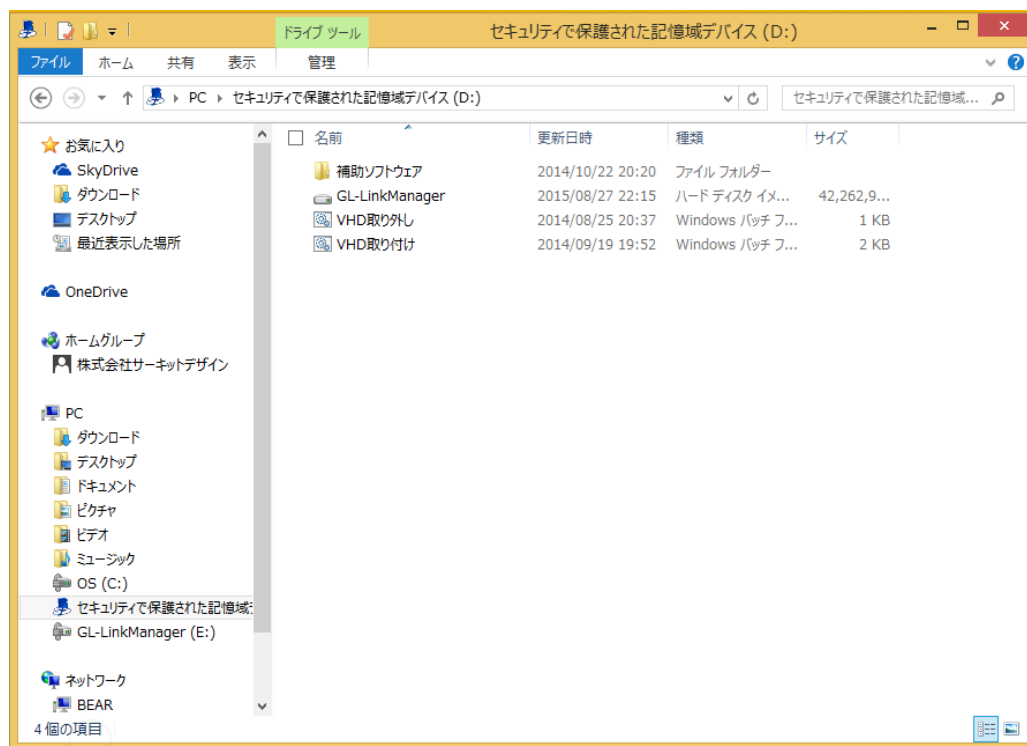 ドライブ ツール
セキュリティで保護された記憶域デバイス (D:)
ファイル ホーム 共有 表示 管理
PC セキュリティで保護された記憶域デバイス (D:) セキュリティで保護された記憶域...
お気に入り
SkyDrive
ダウンロード
デスクトップ
最近表示した場所
OneDrive
ホームグループ
株式会社サーキットデザイン
PC
ダウンロード
デスクトップ
ドキュメント
ピクチャ
ビデオ
ミュージック
OS (C:)
セキュリティで保護された記憶域デ
GL-LinkManager (E:)
ネットワーク
BEAR
名前 更新日時 種類 サイズ
補助ソフトウェア 2014/10/22 20:20 ファイル フォルダー
GL-LinkManager 2015/08/27 22:15 ハード ディスク イメ... 42,262,9...
VHD取り外し 2014/08/25 20:37 Windows バッチ フ... 1 KB
VHD取り付け 2014/09/19 19:52 Windows バッチ フ... 2 KB
4 個の項目